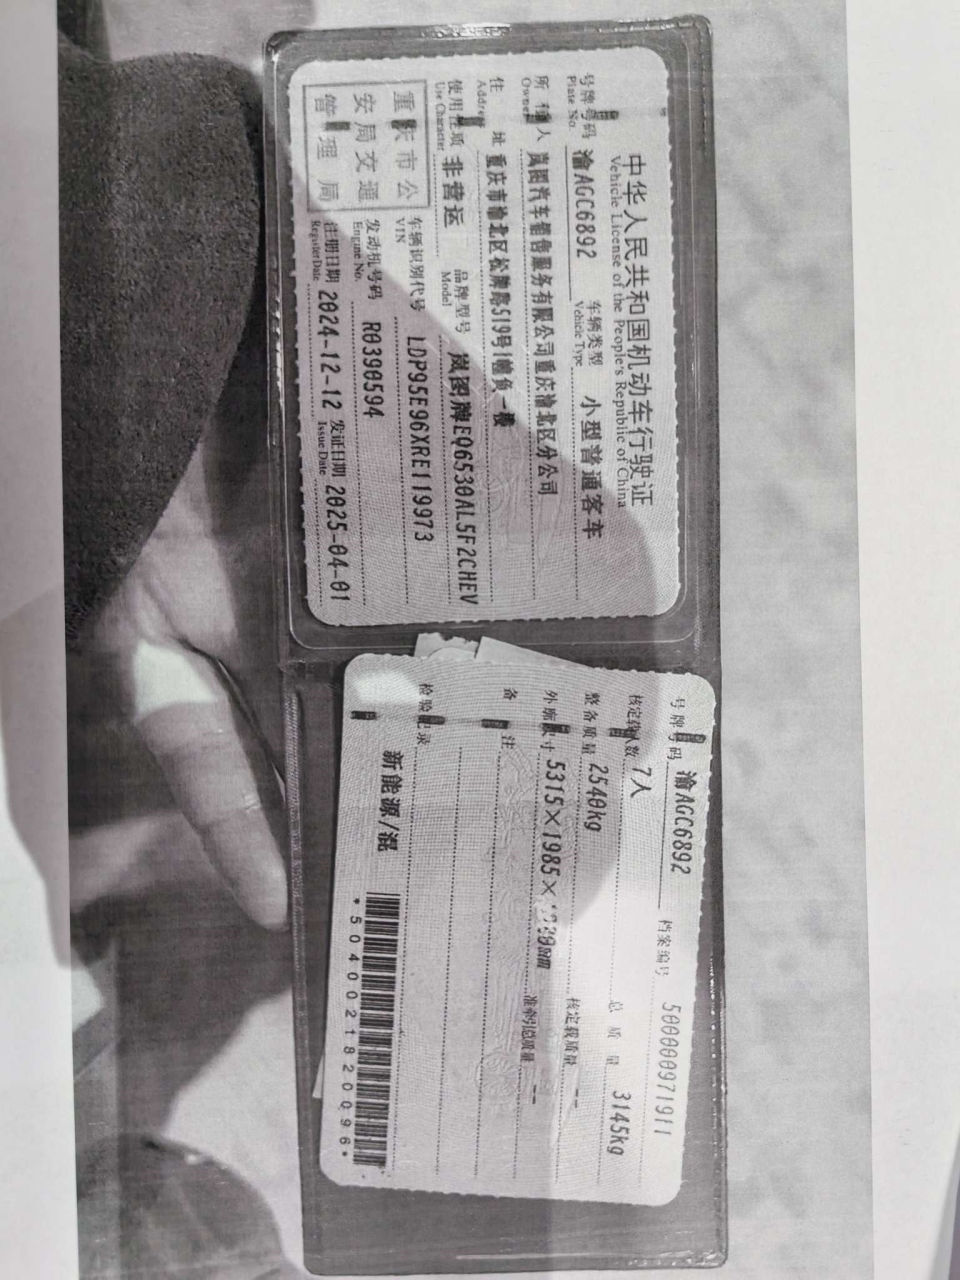 中华人民共和国机动车行驶证
Vehicle License of the People's Republic of China
号牌号码 渝AGC6892 车辆类型 小型普通客车
Plate No. Vehicle Type
所有人 岚图汽车销售服务有限公司重庆渝北区分公司
Owner
住 址 重庆市渝北区松牌路519号1幢负一楼
Address
使用性质 非营运 品牌型号 岚图牌EQ6530AL5F2CHEV
Use Character Model
重庆市公
安局交通
管理局
车辆识别代号 LDP95E96XRE119973
VIN
发动机号码 R0390594
Engine No.
注册日期 2024-12-12 发证日期 2025-04-01
Register Date Issue Date
号牌号码 渝AGC6892 档案编号 500000971911
核定载人数 7人 总 质 量 3145kg
整备质量 2540kg 核定载质量 --
外廓尺寸 5315×1985× mm 准牵引总质量 --
备 注
检验记录
新能源/混
*5040021820096*